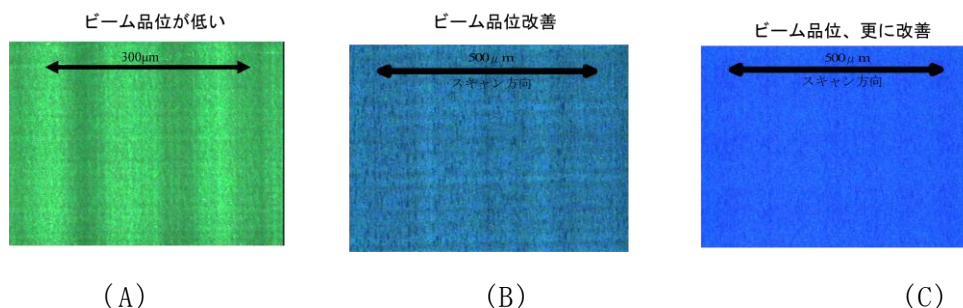 ビーム品位が低い
300μm
(A)
ビーム品位改善
500μm
スキャン方向
(B)
ビーム品位、更に改善
500μm
スキャン方向
(C)